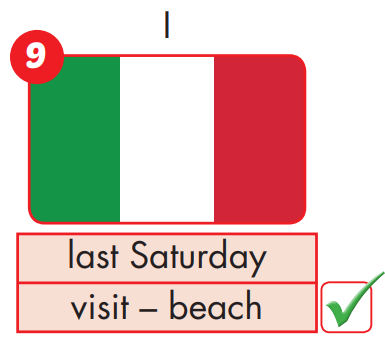 I
9
last Saturday
visit – beach